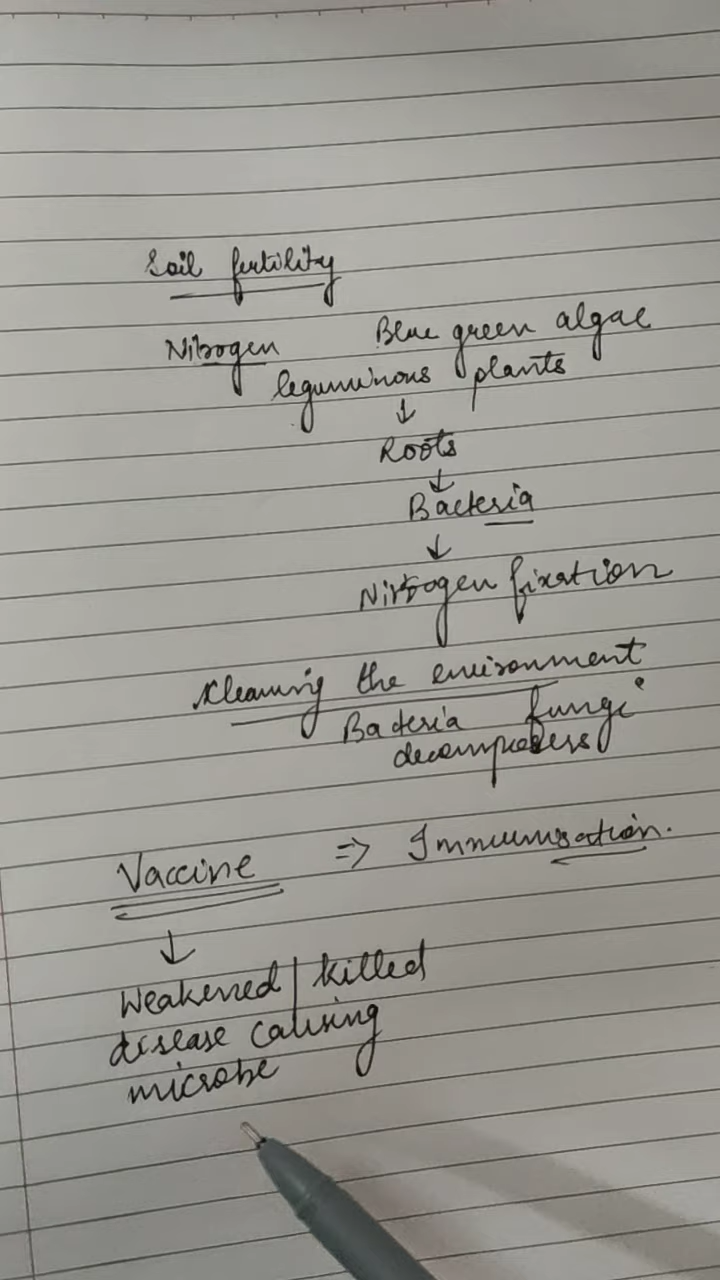 Soil fertility
Nitrogen Blue green algae
leguminous plants
↓
Roots
↓
Bacteria
↓
Nitrogen fixation
Cleaning the environment
Bacteria fungi
decomposers
Vaccine ⇒ Immunisation.
↓
Weakened / killed
disease causing
microbe